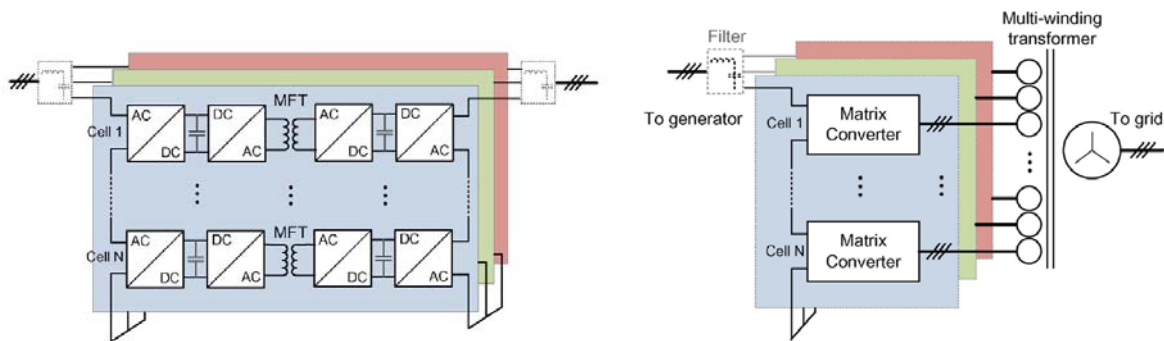 MFT
Cell 1
AC
DC
DC
AC
AC
DC
DC
AC
MFT
Cell N
AC
DC
DC
AC
AC
DC
DC
AC
Filter
To generator
Cell 1
Matrix
Converter
Cell N
Matrix
Converter
Multi-winding
transformer
To grid